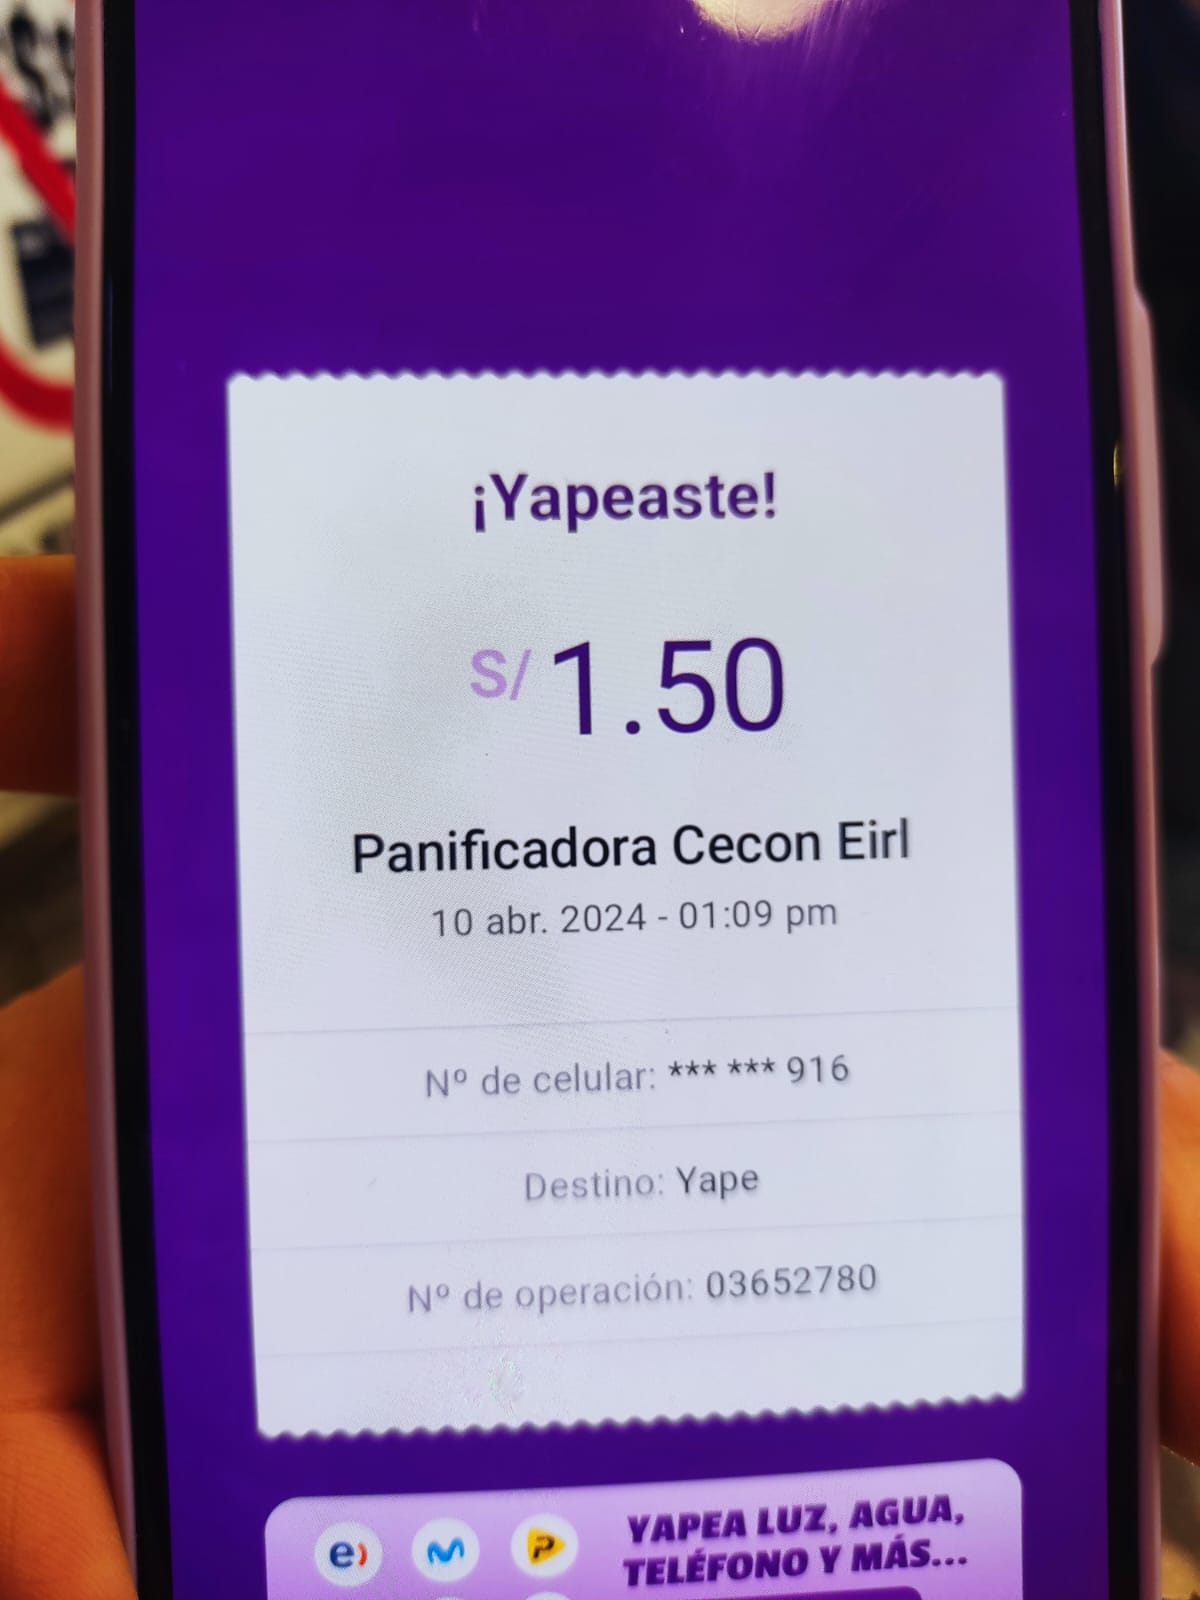 ¡Yapeaste!
S/ 1.50
Panificadora Cecon Eirl
10 abr. 2024 - 01:09 pm
Nº de celular: *** *** 916
Destino: Yape
Nº de operación: 03652780
e)
YAPEA LUZ, AGUA,
TELÉFONO Y MÁS...